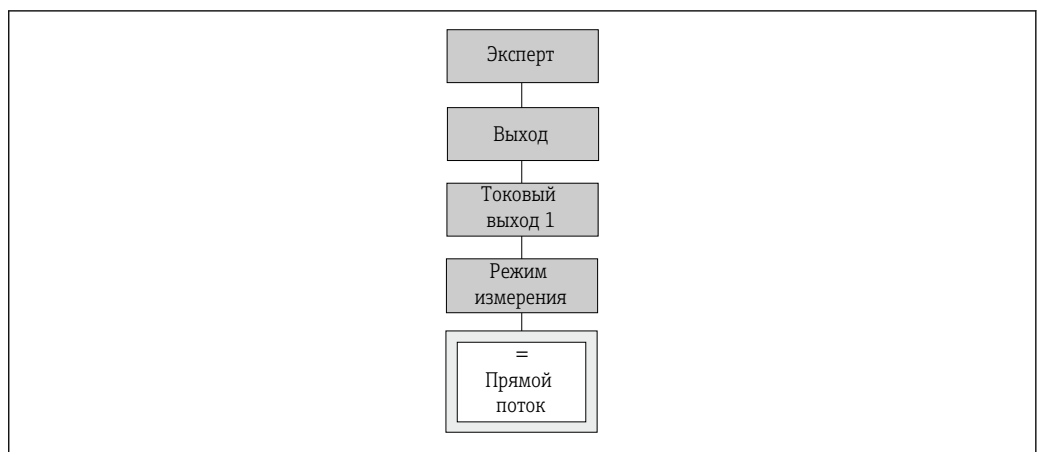 Эксперт
Выход
Токовый
выход 1
Режим
измерения
=
Прямой
поток